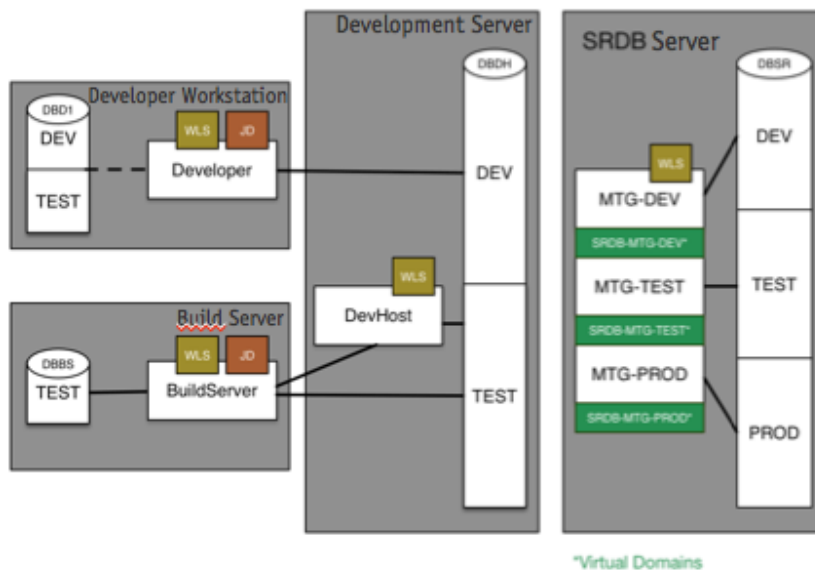 Developer Workstation
DBD1
DEV
TEST
WLS
JD
Developer
Build Server
DBBS
TEST
WLS
JD
BuildServer
Development Server
DBDH
DEV
TEST
WLS
DevHost
SRDB Server
DBSR
DEV
TEST
PROD
WLS
MTG-DEV
SRDB-MTG-DEV*
MTG-TEST
SRDB-MTG-TEST*
MTG-PROD
SRDB-MTG-PROD*
*Virtual Domains